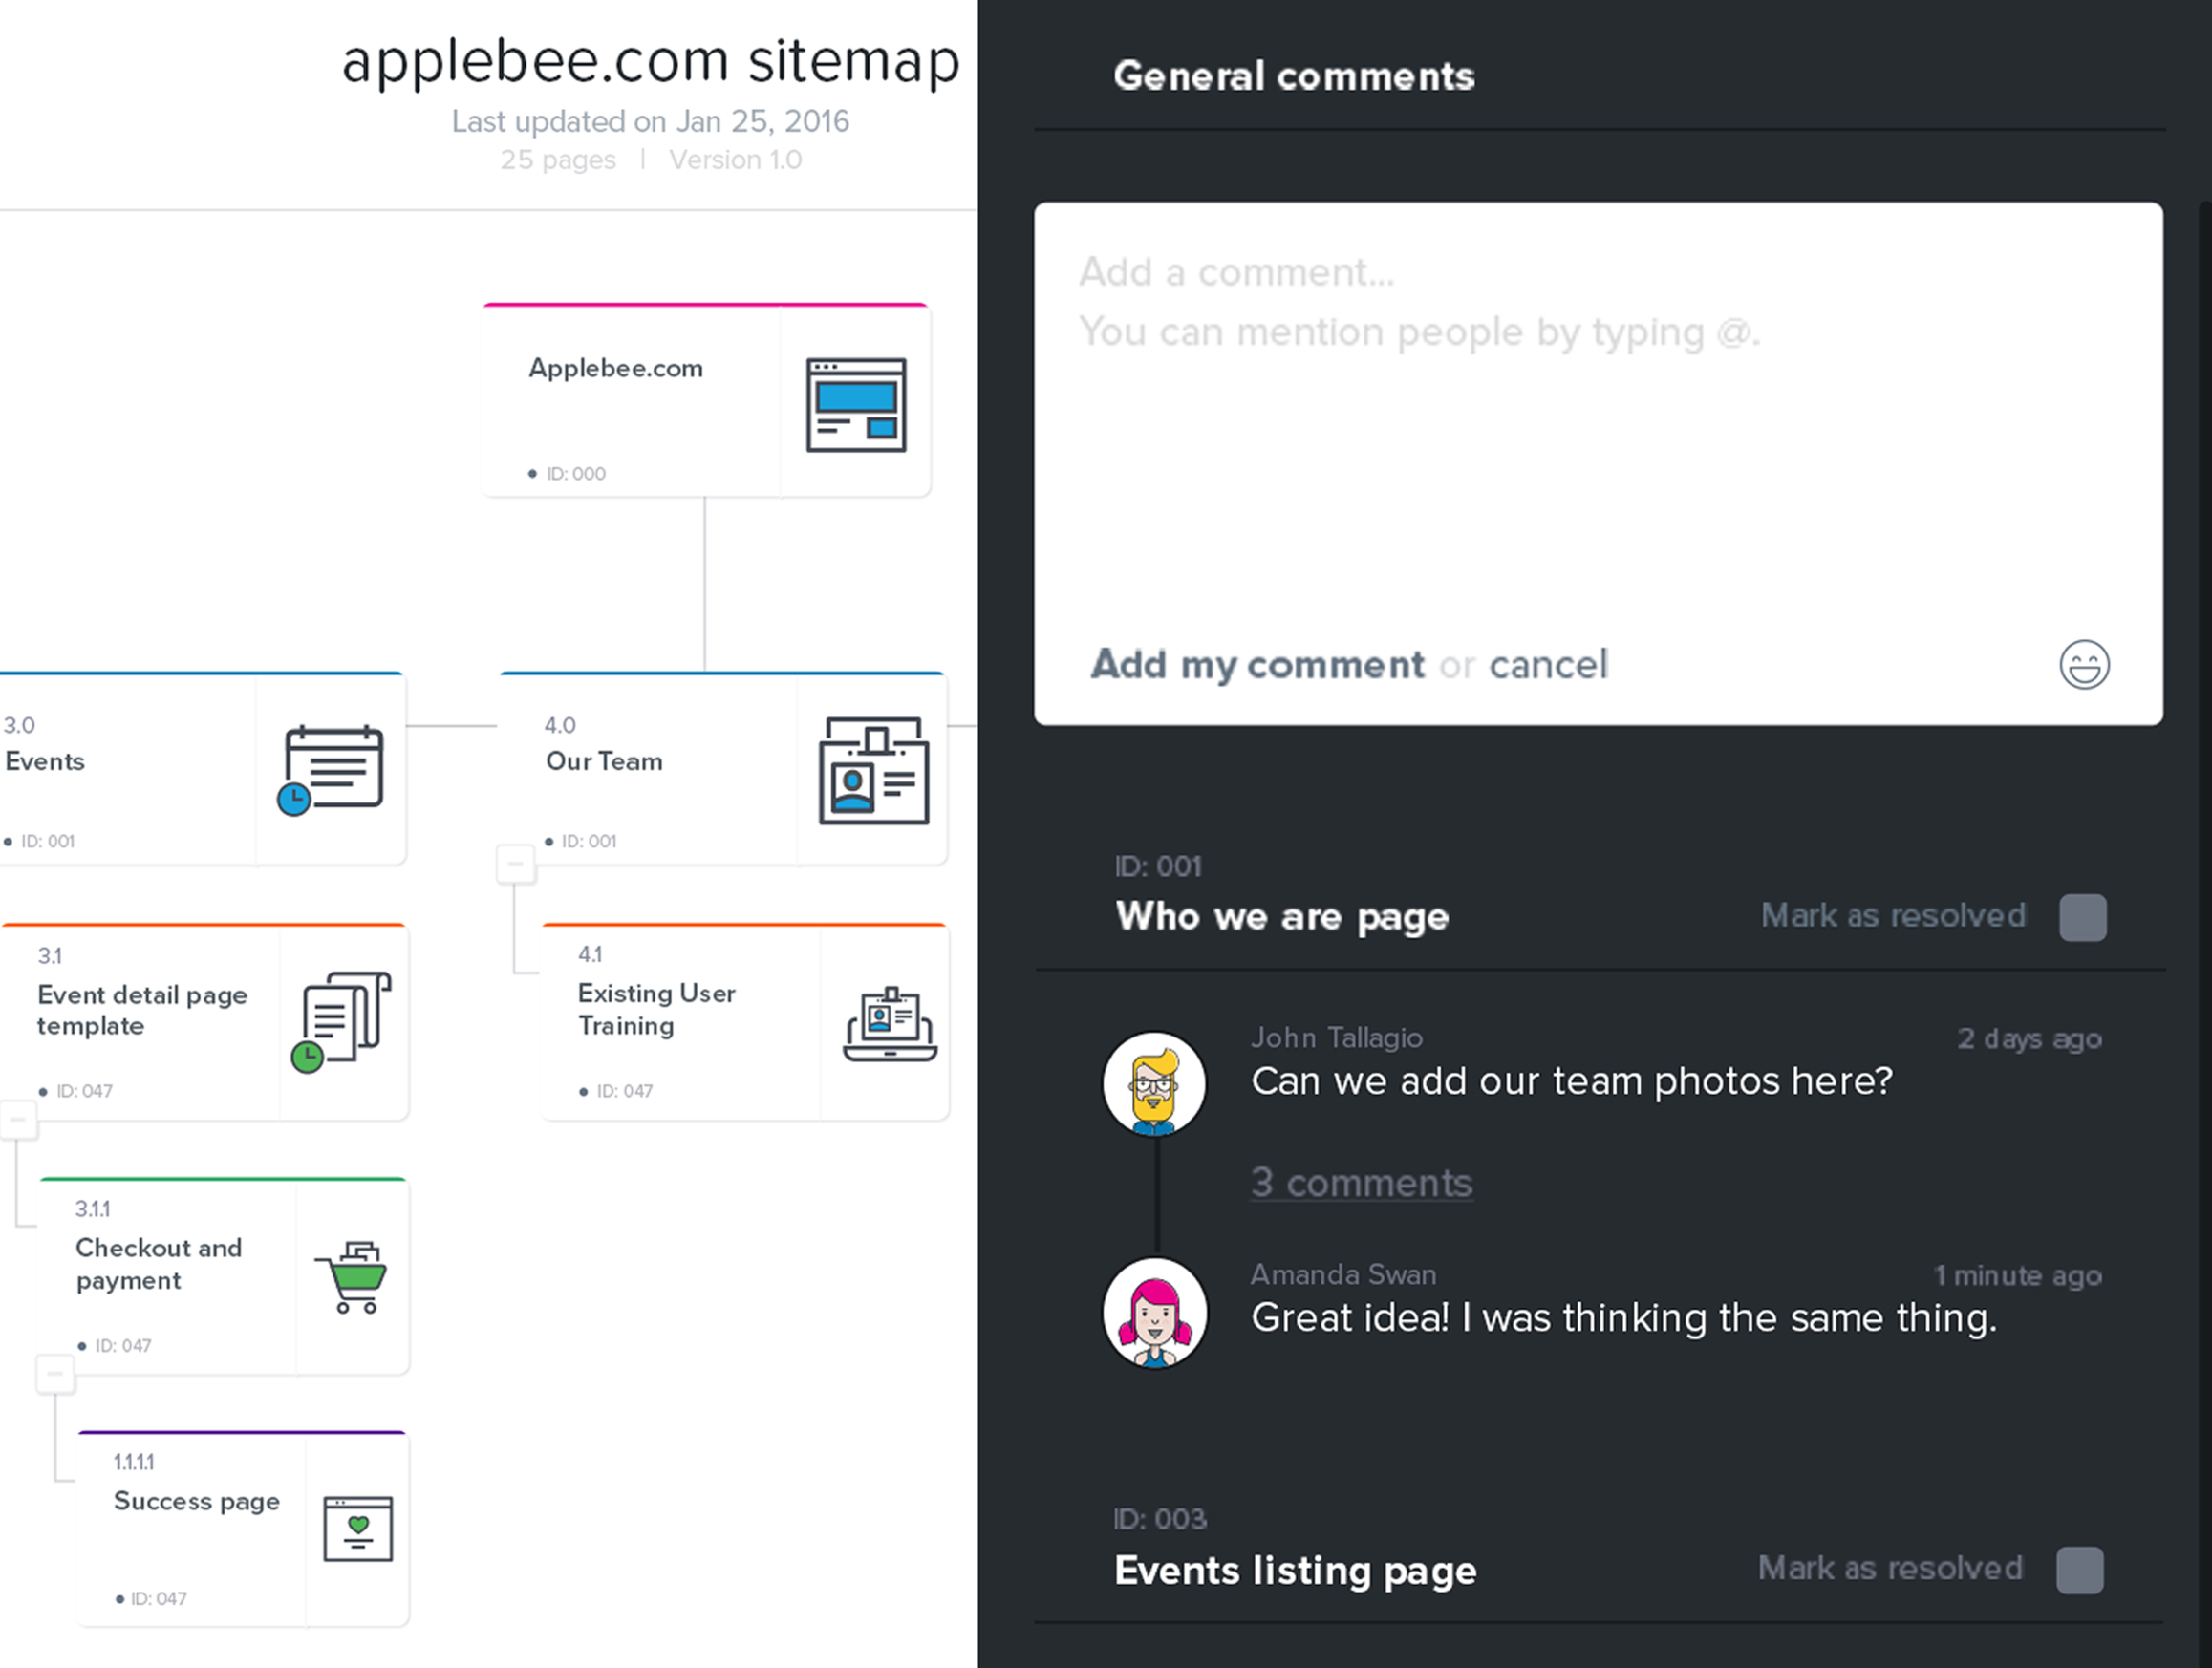 applebee.com sitemap
Last updated on Jan 25, 2016
25 pages | Version 1.0
Applebee.com
ID: 000
3.0
Events
ID: 001
4.0
Our Team
ID: 001
3.1
Event detail page
template
ID: 047
4.1
Existing User
Training
ID: 047
3.1.1
Checkout and
payment
ID: 047
1.1.1.1
Success page
ID: 047
General comments
Add a comment...
You can mention people by typing @.
Add my comment or cancel
ID: 001
Who we are page
Mark as resolved
John Tallagio
2 days ago
Can we add our team photos here?
3 comments
Amanda Swan
1 minute ago
Great idea! I was thinking the same thing.
ID: 003
Events listing page
Mark as resolved